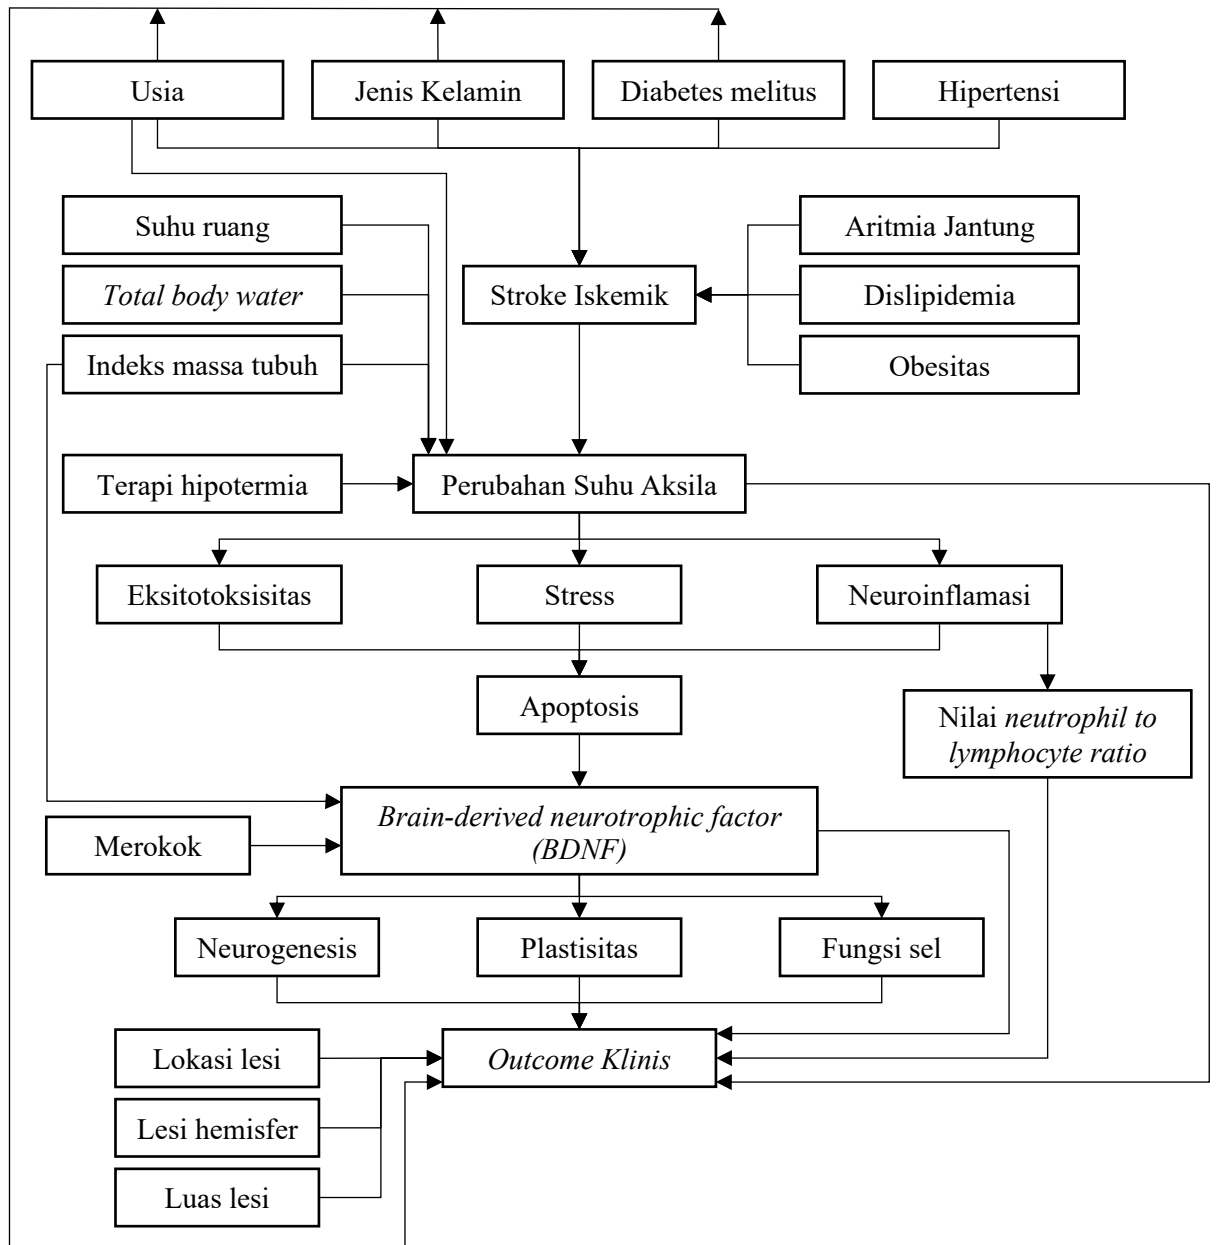 Usia
Jenis Kelamin
Diabetes melitus
Hipertensi
Suhu ruang
Aritmia Jantung
Total body water
Stroke Iskemik
Dislipidemia
Indeks massa tubuh
Obesitas
Terapi hipotermia
Perubahan Suhu Aksila
Eksitotoksisitas
Stress
Neuroinflamasi
Apoptosis
Nilai neutrophil to
lymphocyte ratio
Brain-derived neurotrophic factor
(BDNF)
Merokok
Neurogenesis
Plastisitas
Fungsi sel
Lokasi lesi
Outcome Klinis
Lesi hemisfer
Luas lesi